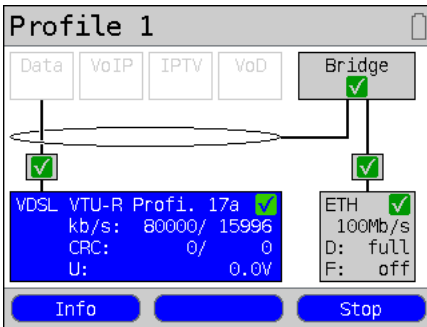 Profile 1
Data VoIP IPTV VoD Bridge
VDSL VTU-R Profi. 17a
kb/s: 80000/ 15996
CRC: 0/ 0
U: 0.0V
ETH
100Mb/s
D: full
F: off
Info Stop